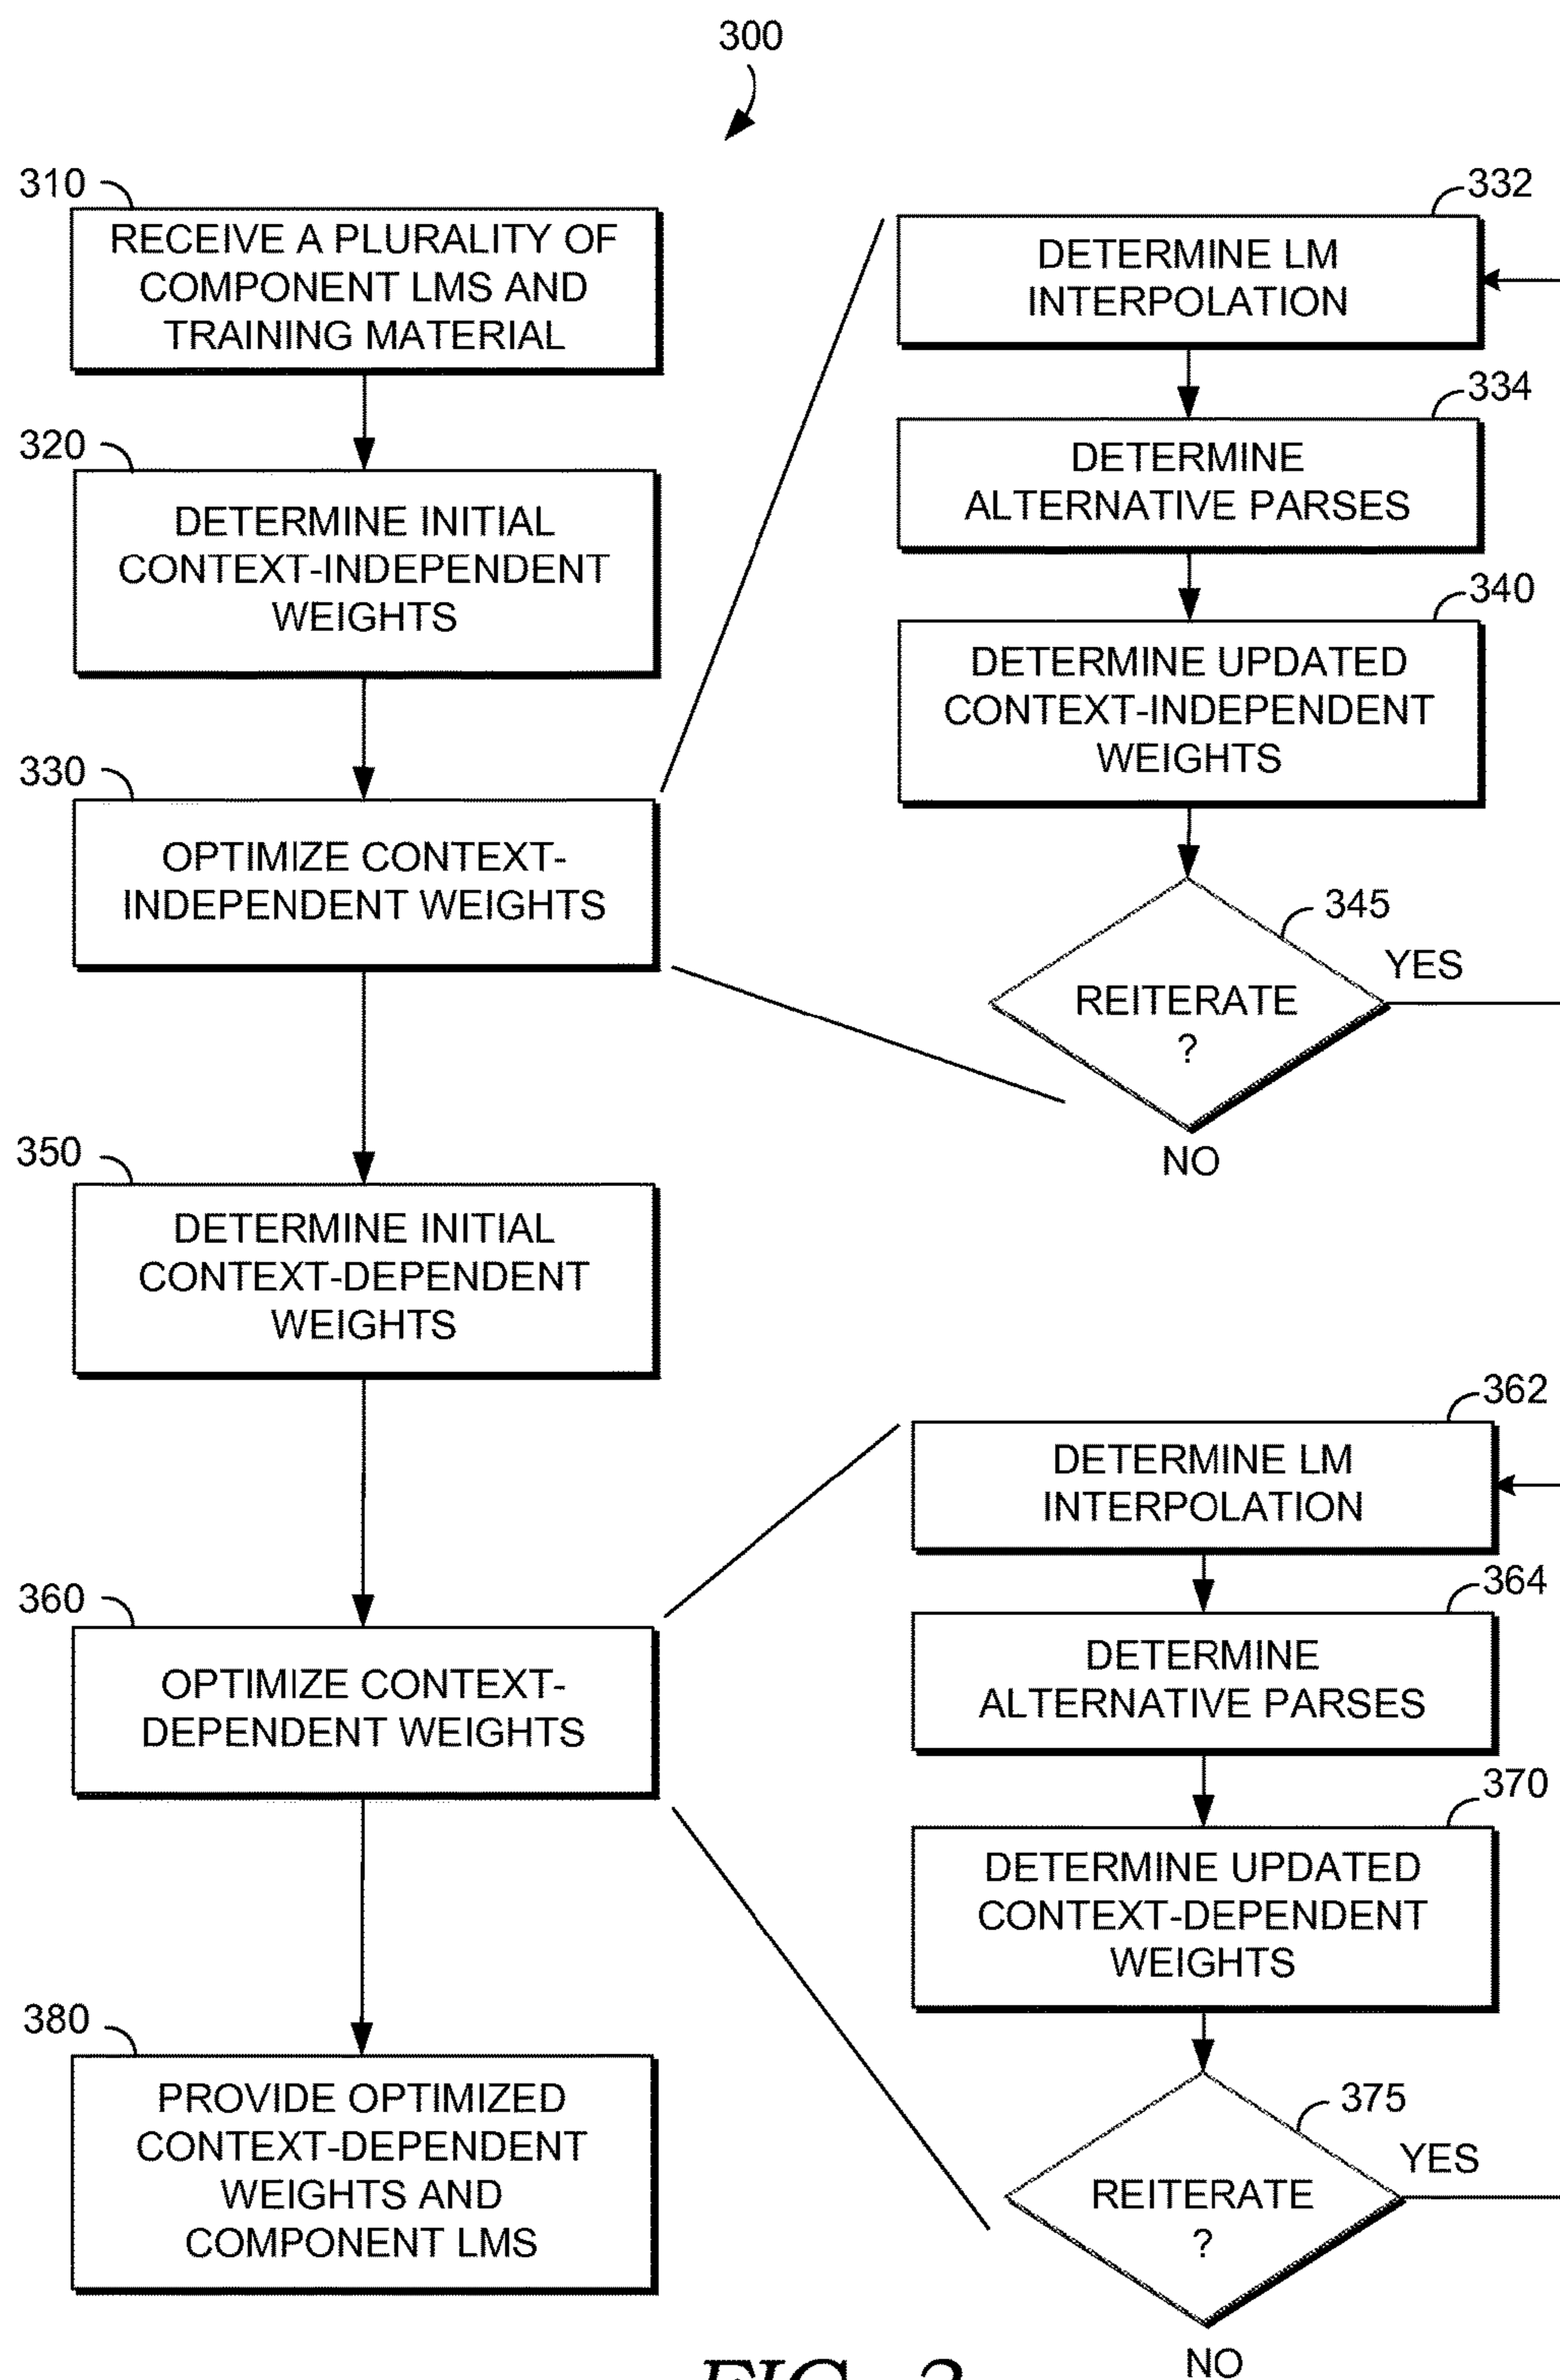 300
310
RECEIVE A PLURALITY OF
COMPONENT LMS AND
TRAINING MATERIAL
320
DETERMINE INITIAL
CONTEXT-INDEPENDENT
WEIGHTS
330
OPTIMIZE CONTEXT-
INDEPENDENT WEIGHTS
332
DETERMINE LM
INTERPOLATION
334
DETERMINE
ALTERNATIVE PARSES
340
DETERMINE UPDATED
CONTEXT-INDEPENDENT
WEIGHTS
345
REITERATE
?
YES
NO
350
DETERMINE INITIAL
CONTEXT-DEPENDENT
WEIGHTS
360
OPTIMIZE CONTEXT-
DEPENDENT WEIGHTS
362
DETERMINE LM
INTERPOLATION
364
DETERMINE
ALTERNATIVE PARSES
370
DETERMINE UPDATED
CONTEXT-DEPENDENT
WEIGHTS
375
REITERATE
?
YES
NO
380
PROVIDE OPTIMIZED
CONTEXT-DEPENDENT
WEIGHTS AND
COMPONENT LMS
FIG.